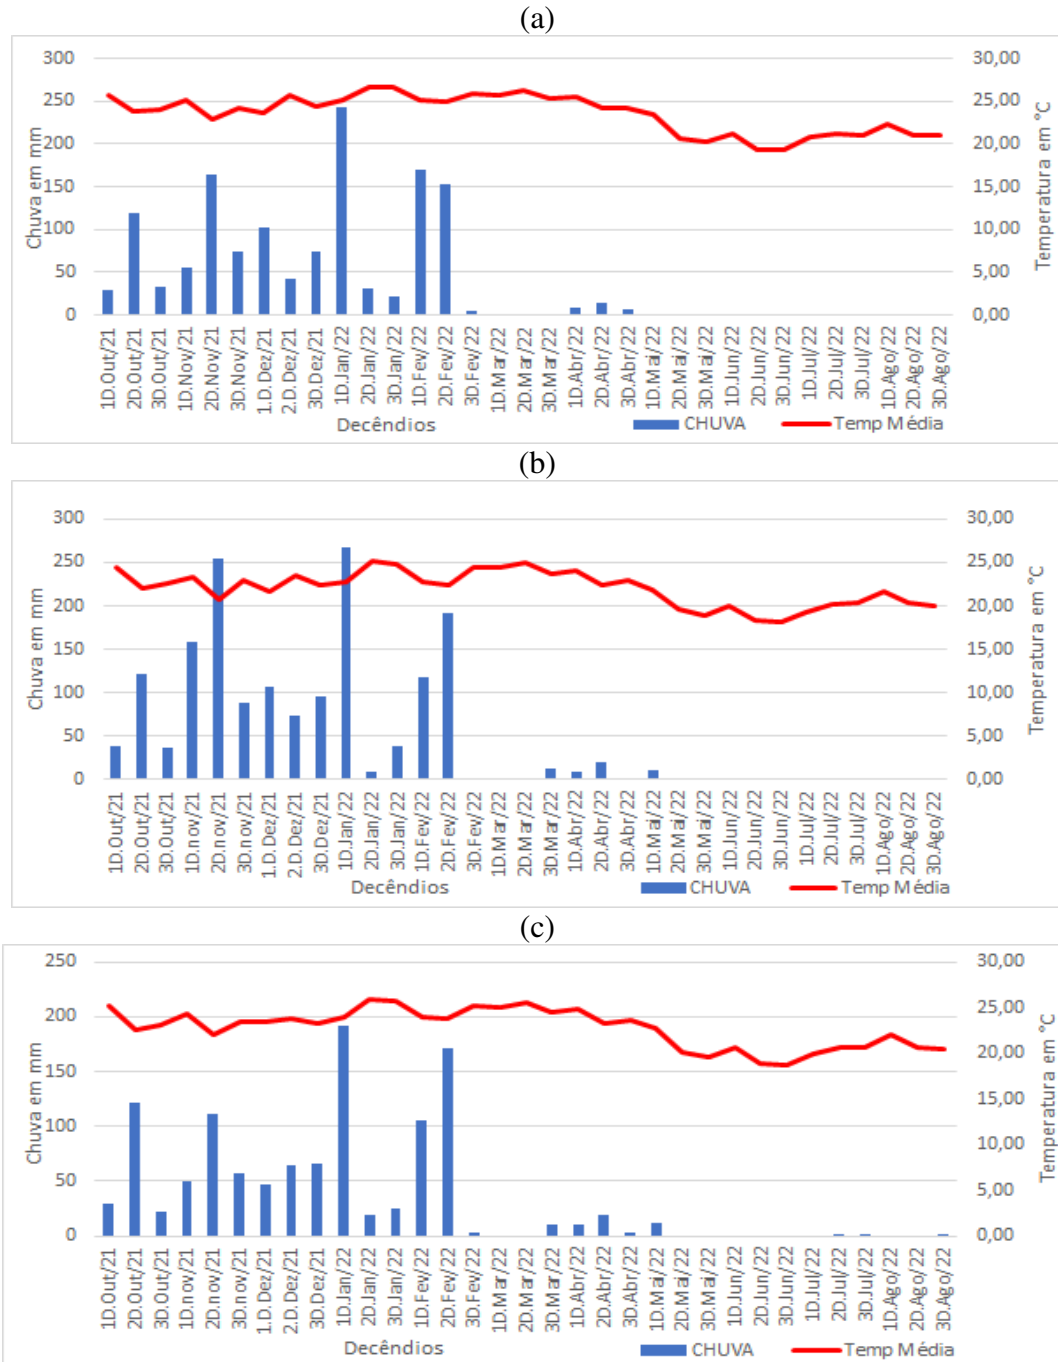 (a)
Chuva em mm
300
250
200
150
100
50
0
30,00
25,00
20,00
15,00
10,00
5,00
0,00
Temperatura em °C
1D.Out/21
2D.Out/21
3D.Out/21
1D.Nov/21
2D.Nov/21
3D.Nov/21
1.D.Dez/21
2.D.Dez/21
3D.Dez/21
1D.Jan/22
2D.Jan/22
3D.Jan/22
1D.Fev/22
2D.Fev/22
3D.Fev/22
1D.Mar/22
2D.Mar/22
3D.Mar/22
1D.Abr/22
2D.Abr/22
3D.Abr/22
1D.Mai/22
2D.Mai/22
3D.Mai/22
1D.Jun/22
2D.Jun/22
3D.Jun/22
1D.Jul/22
2D.Jul/22
3D.Jul/22
1D.Ago/22
2D.Ago/22
3D.Ago/22
Decêndios
CHUVA
Temp Média
(b)
Chuva em mm
300
250
200
150
100
50
0
30,00
25,00
20,00
15,00
10,00
5,00
0,00
Temperatura em °C
1D.Out/21
2D.Out/21
3D.Out/21
1D.nov/21
2D.nov/21
3D.nov/21
1.D.Dez/21
2.D.Dez/21
3D.Dez/21
1D.Jan/22
2D.Jan/22
3D.Jan/22
1D.Fev/22
2D.Fev/22
3D.Fev/22
1D.Mar/22
2D.Mar/22
3D.Mar/22
1D.Abr/22
2D.Abr/22
3D.Abr/22
1D.Mai/22
2D.Mai/22
3D.Mai/22
1D.Jun/22
2D.Jun/22
3D.Jun/22
1D.Jul/22
2D.Jul/22
3D.Jul/22
1D.Ago/22
2D.Ago/22
3D.Ago/22
Decêndios
CHUVA
Temp Média
(c)
Chuva em mm
250
200
150
100
50
0
30,00
25,00
20,00
15,00
10,00
5,00
0,00
Temperatura em °C
1D.Out/21
2D.Out/21
3D.Out/21
1D.nov/21
2D.nov/21
3D.nov/21
1.D.Dez/21
2.D.Dez/21
3D.Dez/21
1D.Jan/22
2D.Jan/22
3D.Jan/22
1D.Fev/22
2D.Fev/22
3D.Fev/22
1D.Mar/22
2D.Mar/22
3D.Mar/22
1D.Abr/22
2D.Abr/22
3D.Abr/22
1D.Mai/22
2D.Mai/22
3D.Mai/22
1D.Jun/22
2D.Jun/22
3D.Jun/22
1D.Jul/22
2D.Jul/22
3D.Jul/22
1D.Ago/22
2D.Ago/22
3D.Ago/22
Decêndios
CHUVA
Temp Média